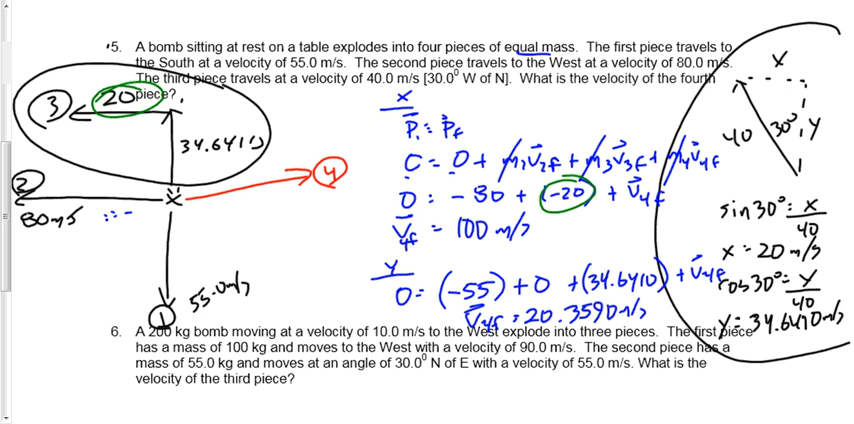 5. A bomb sitting at rest on a table explodes into four pieces of equal mass. The first piece travels to
the South at a velocity of 55.0 m/s. The second piece travels to the West at a velocity of 80.0 m/s.
The third piece travels at a velocity of 40.0 m/s [30.0⁰ W of N]. What is the velocity of the fourth
piece?
3
20
34.6410
2
80m/s
::-
x
4
1
55.0m/s
x
P⃗i = P⃗f
0 = 0 + m₂V⃗2f + m₃V⃗3f + m₄V⃗4f
0 = -80 + (-20) + V⃗4f
V⃗4f = 100 m/s
y
0 = (-55) + 0 + (34.6410) + V⃗4f
V⃗4f = 20.3590m/s
x
40
30°
y
sin30° = x/40
x = 20 m/s
cos30° = y/40
y = 34.6410m/s
6. A 200 kg bomb moving at a velocity of 10.0 m/s to the West explode into three pieces. The first piece
has a mass of 100 kg and moves to the West with a velocity of 90.0 m/s. The second piece has a
mass of 55.0 kg and moves at an angle of 30.0⁰ N of E with a velocity of 55.0 m/s. What is the
velocity of the third piece?